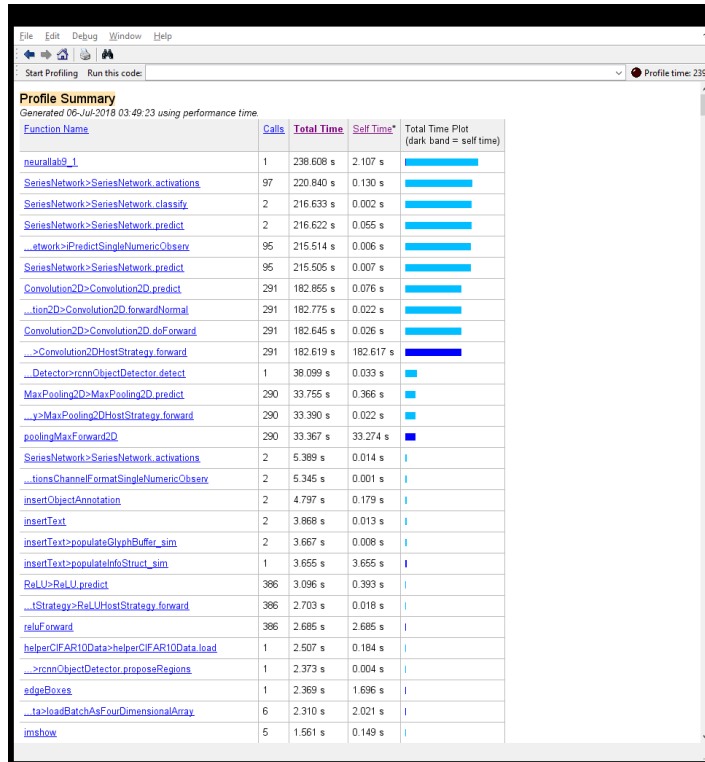 File Edit Debug Window Help
Start Profiling Run this code: Profile time: 239
Profile Summary
Generated 06-Jul-2018 03:49:23 using performance time.
Function Name Calls Total Time Self Time* Total Time Plot
(dark band = self time)
neurallab9_1 1 238.608 s 2.107 s
SeriesNetwork>SeriesNetwork.activations 97 220.840 s 0.130 s
SeriesNetwork>SeriesNetwork.classify 2 216.633 s 0.002 s
SeriesNetwork>SeriesNetwork.predict 2 216.622 s 0.055 s
...etwork>iPredictSingleNumericObserv 95 215.514 s 0.006 s
SeriesNetwork>SeriesNetwork.predict 95 215.505 s 0.007 s
Convolution2D>Convolution2D.predict 291 182.855 s 0.076 s
...tion2D>Convolution2D.forwardNormal 291 182.775 s 0.022 s
Convolution2D>Convolution2D.doForward 291 182.645 s 0.026 s
...>Convolution2DHostStrategy.forward 291 182.619 s 182.617 s
...Detector>rcnnObjectDetector.detect 1 38.099 s 0.033 s
MaxPooling2D>MaxPooling2D.predict 290 33.755 s 0.366 s
...y>MaxPooling2DHostStrategy.forward 290 33.390 s 0.022 s
poolingMaxForward2D 290 33.367 s 33.274 s
SeriesNetwork>SeriesNetwork.activations 2 5.389 s 0.014 s
...tionsChannelFormatSingleNumericObserv 2 5.345 s 0.001 s
insertObjectAnnotation 2 4.797 s 0.179 s
insertText 2 3.868 s 0.013 s
insertText>populateGlyphBuffer_sim 2 3.667 s 0.008 s
insertText>populateInfoStruct_sim 1 3.655 s 3.655 s
ReLU>ReLU.predict 386 3.096 s 0.393 s
...tStrategy>ReLUHostStrategy.forward 386 2.703 s 0.018 s
reluForward 386 2.685 s 2.685 s
helperCIFAR10Data>helperCIFAR10Data.load 1 2.507 s 0.184 s
...>rcnnObjectDetector.proposeRegions 1 2.373 s 0.004 s
edgeBoxes 1 2.369 s 1.696 s
...ta>loadBatchAsFourDimensionalArray 6 2.310 s 2.021 s
imshow 5 1.561 s 0.149 s